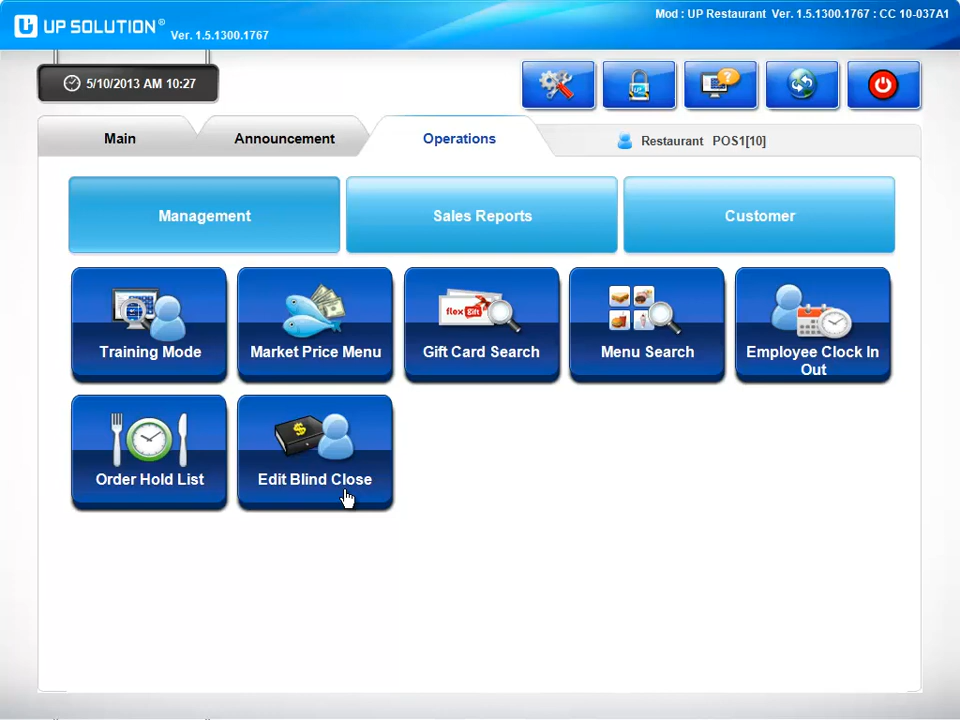 UP SOLUTION® Ver. 1.5.1300.1767
Mod : UP Restaurant Ver. 1.5.1300.1767 : CC 10-037A1
5/10/2013 AM 10:27
Main
Announcement
Operations
Restaurant POS1[10]
Management
Sales Reports
Customer
Training Mode
Market Price Menu
flex Gift
Gift Card Search
Menu Search
Employee Clock In
Out
Order Hold List
$
Edit Blind Close